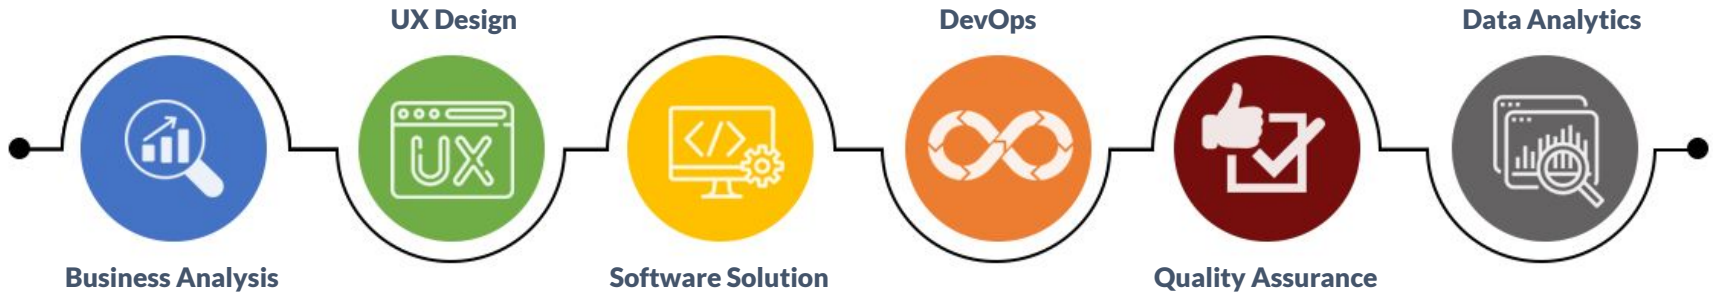 UX Design
DevOps
Data Analytics
UX
</>
Business Analysis
Software Solution
Quality Assurance